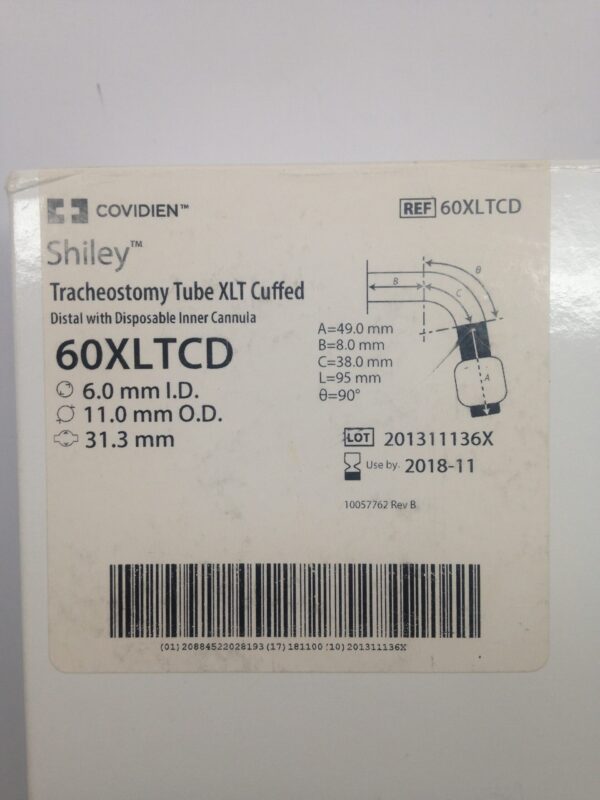 COVIDIEN™
REF 60XLTCD
Shiley™
Tracheostomy Tube XLT Cuffed
Distal with Disposable Inner Cannula
60XLTCD
6.0 mm I.D.
11.0 mm O.D.
31.3 mm
B
C
θ
A
A=49.0 mm
B=8.0 mm
C=38.0 mm
L=95 mm
θ=90°
LOT 201311136X
Use by. 2018-11
10057762 Rev B
(01)20884522028193(17)181100(10)201311136X